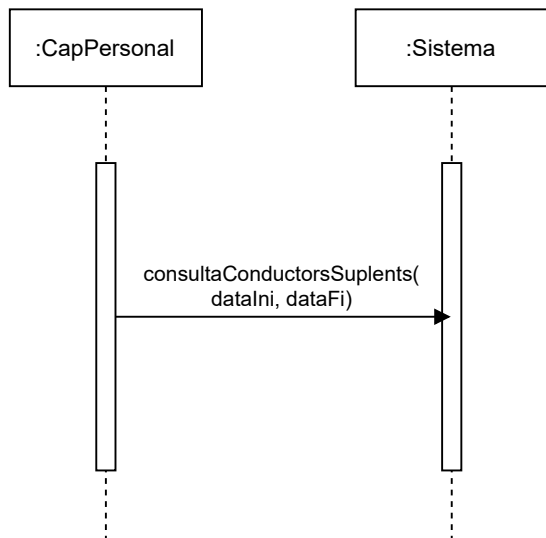 :CapPersonal
:Sistema
consultaConductorsSuplents(
dataIni, dataFi)